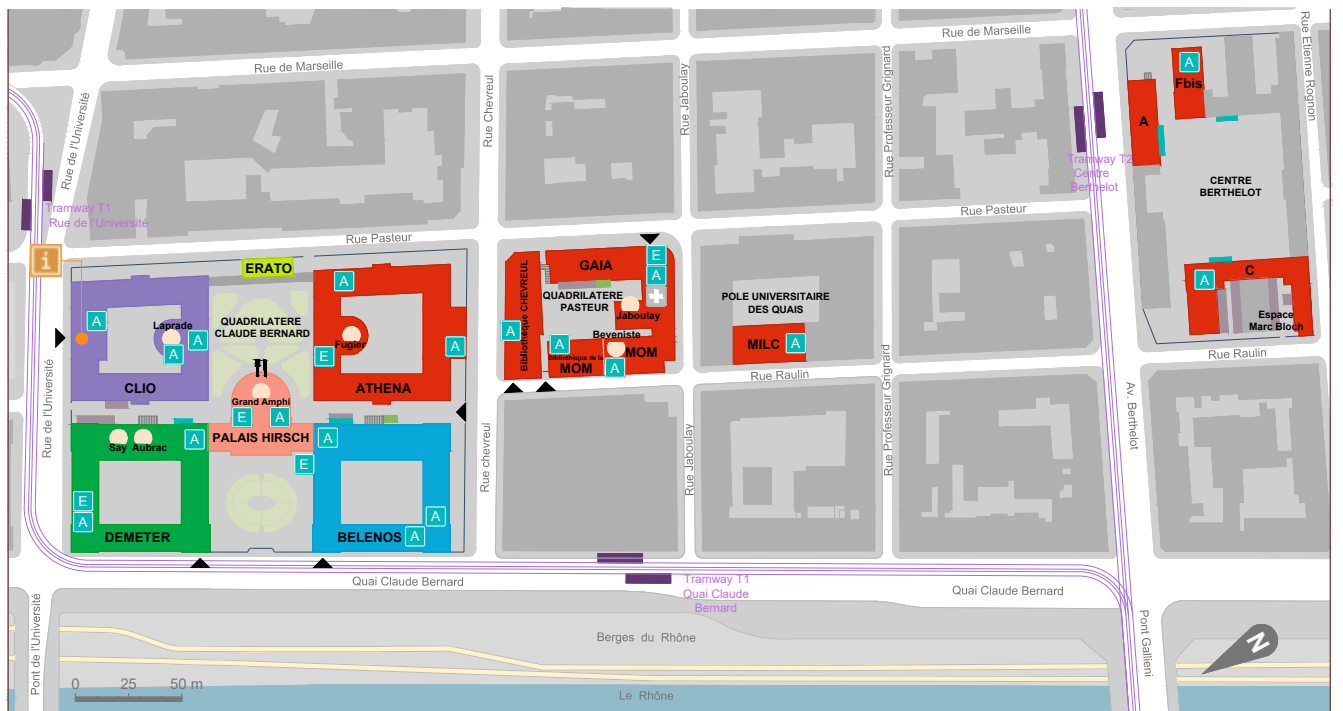 Rue de Marseille
Rue de Marseille
Rue Etienne Rognon
Rue de l'Université
Rue Chevreul
Rue Jaboulay
Rue Professeur Grignard
A
Fbis
A
Tramway T2
Centre
Berthelot
CENTRE
BERTHELOT
Tramway T1
Rue de l'Université
Rue Pasteur
Rue Pasteur
i
ERATO
A
Laprade
A
A
A
QUADRILATERE
CLAUDE BERNARD
Fugier
E
A
CLIO
Grand Amphi
ATHENA
E
A
PALAIS HIRSCH
Bibliothèque CHEVREUL
GAIA
E
A
QUADRILATERE
PASTEUR
Jaboulay
Beveniste
A
A
Bibliothèque de la
MOM
MOM
A
POLE UNIVERSITAIRE
DES QUAIS
MILC
A
C
A
Espace
Marc Bloch
Rue Raulin
Rue Raulin
Rue de l'Université
Say
Aubrac
A
A
E
E
A
DEMETER
A
BELENOS
A
Rue chevreul
Rue Jaboulay
Rue Professeur Grignard
Av. Berthelot
Quai Claude Bernard
Tramway T1
Quai Claude
Bernard
Quai Claude Bernard
Pont de l'Université
Pont Gallieni
Berges du Rhône
Le Rhône
0 25 50 m
N